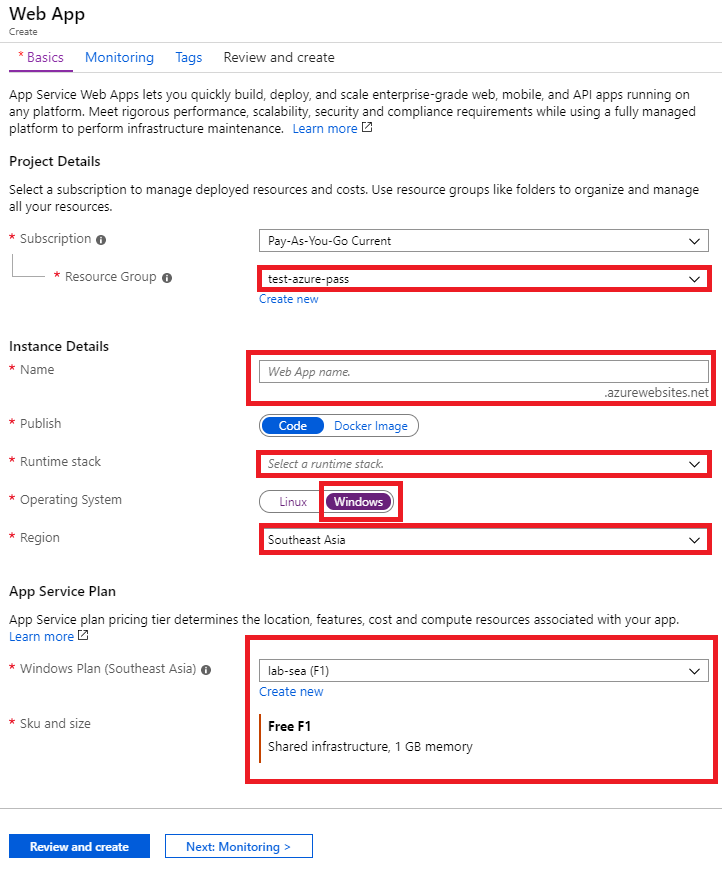 Web App
Create
* Basics Monitoring Tags Review and create
App Service Web Apps lets you quickly build, deploy, and scale enterprise-grade web, mobile, and API apps running on
any platform. Meet rigorous performance, scalability, security and compliance requirements while using a fully managed
platform to perform infrastructure maintenance. Learn more
Project Details
Select a subscription to manage deployed resources and costs. Use resource groups like folders to organize and manage
all your resources.
* Subscription Pay-As-You-Go Current
* Resource Group test-azure-pass
Create new
Instance Details
* Name Web App name.
.azurewebsites.net
* Publish Code Docker Image
* Runtime stack Select a runtime stack.
* Operating System Linux Windows
* Region Southeast Asia
App Service Plan
App Service plan pricing tier determines the location, features, cost and compute resources associated with your app.
Learn more
* Windows Plan (Southeast Asia) lab-sea (F1)
Create new
* Sku and size Free F1
Shared infrastructure, 1 GB memory
Review and create Next: Monitoring >